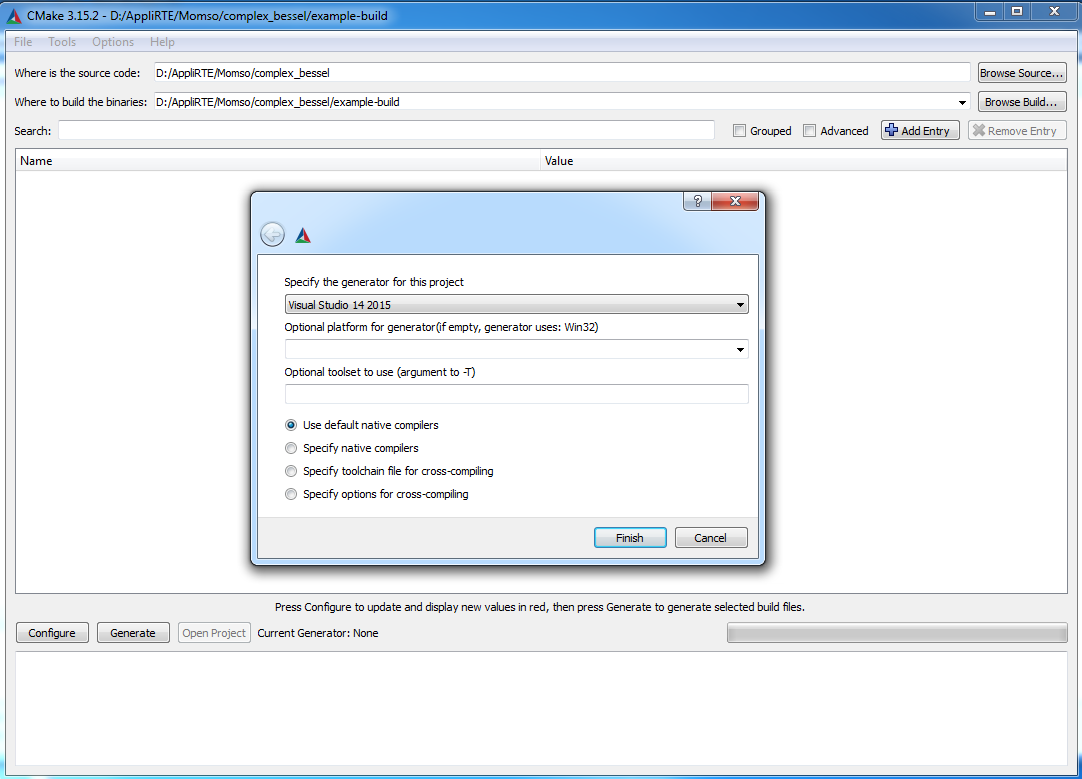 CMake 3.15.2 - D:/AppliRTE/Momso/complex_bessel/example-build
File Tools Options Help
Where is the source code: D:/AppliRTE/Momso/complex_bessel Browse Source...
Where to build the binaries: D:/AppliRTE/Momso/complex_bessel/example-build Browse Build...
Search: Grouped Advanced Add Entry Remove Entry
Name Value
?
Specify the generator for this project
Visual Studio 14 2015
Optional platform for generator(if empty, generator uses: Win32)
Optional toolset to use (argument to -T)
Use default native compilers
Specify native compilers
Specify toolchain file for cross-compiling
Specify options for cross-compiling
Finish Cancel
Press Configure to update and display new values in red, then press Generate to generate selected build files.
Configure Generate Open Project Current Generator: None